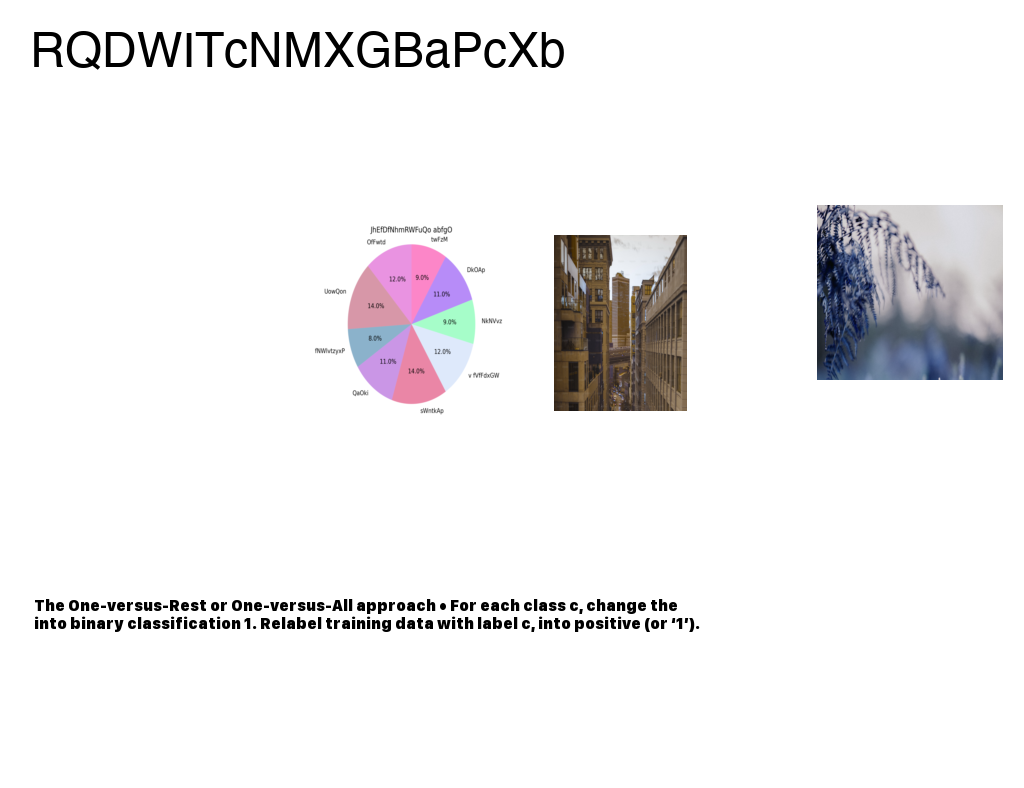 RQDWITcNMXGBaPcXb
JhEfDfNhmRWFuQo abfgO
OfFwtd
twFzM
DkOAp
UowQon
NkNVvz
fNWlvtzyxP
v fVfFdxGW
QaOki
sWntkAp
12.0%
9.0%
11.0%
14.0%
9.0%
8.0%
12.0%
11.0%
14.0%
The One-versus-Rest or One-versus-All approach • For each class c, change the
into binary classification 1. Relabel training data with label c, into positive (or ‘1’).